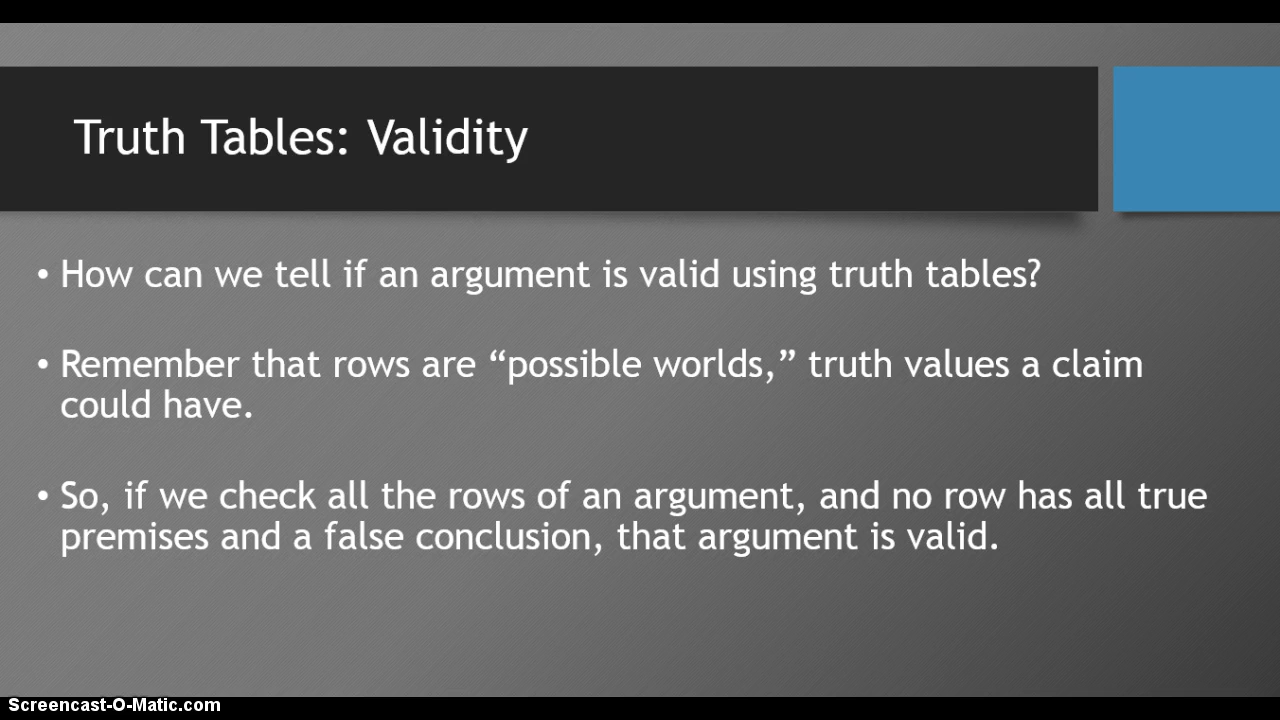 Truth Tables: Validity
• How can we tell if an argument is valid using truth tables?
• Remember that rows are “possible worlds,” truth values a claim
could have.
• So, if we check all the rows of an argument, and no row has all true
premises and a false conclusion, that argument is valid.
Screencast-O-Matic.com